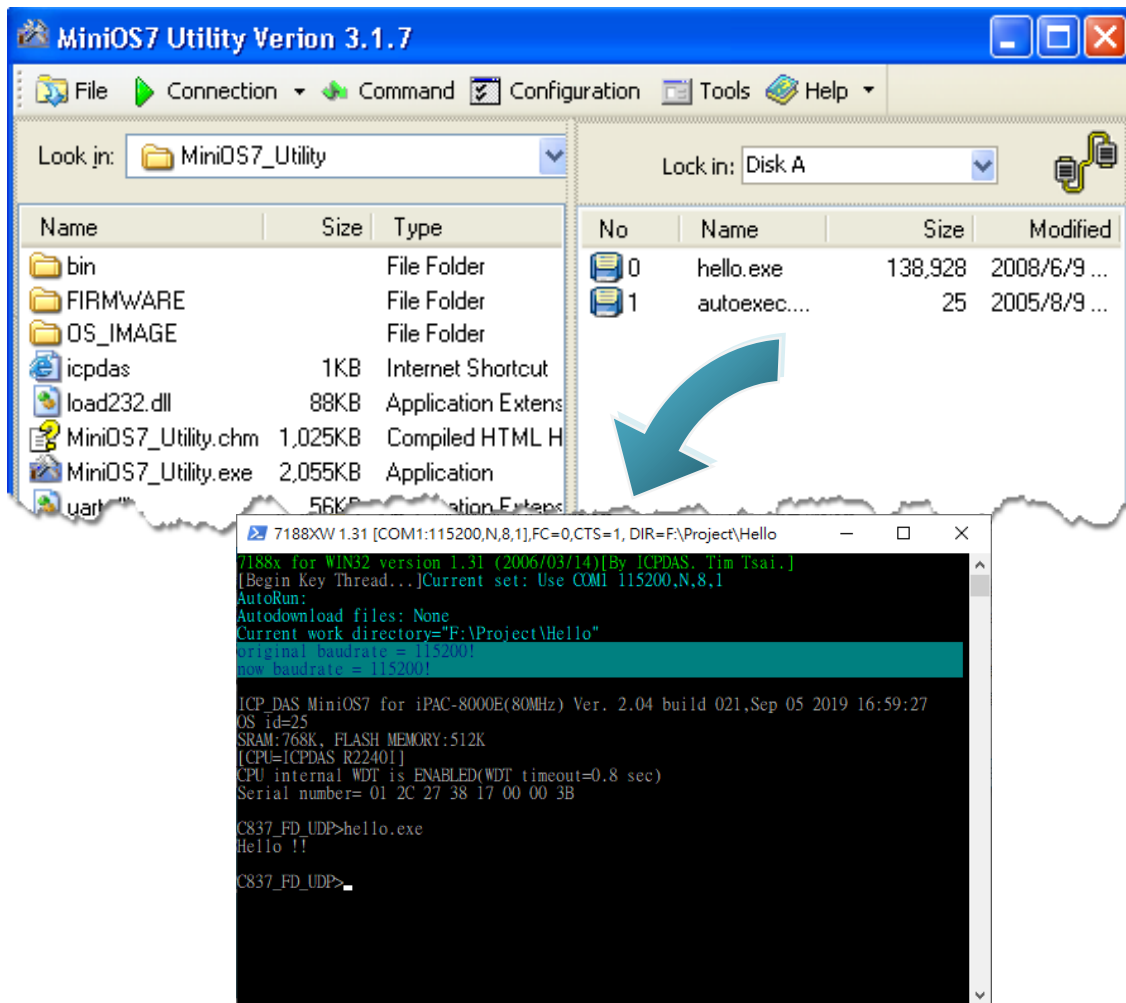 MiniOS7 Utility Verion 3.1.7
File Connection Command Configuration Tools Help
Look in: MiniOS7_Utility
Lock in: Disk A
Name Size Type
bin File Folder
FIRMWARE File Folder
OS_IMAGE File Folder
icpdas 1KB Internet Shortcut
load232.dll 88KB Application Extens
MiniOS7_Utility.chm 1,025KB Compiled HTML H
MiniOS7_Utility.exe 2,055KB Application
No Name Size Modified
0 hello.exe 138,928 2008/6/9 ...
1 autoexec.... 25 2005/8/9 ...
7188XW 1.31 [COM1:115200,N,8,1],FC=0,CTS=1, DIR=F:\Project\Hello
7188x for WIN32 version 1.31 (2006/03/14)[By ICPDAS. Tim Tsai.]
[Begin Key Thread...]Current set: Use COM1 115200,N,8,1
AutoRun:
Autodownload files: None
Current work directory="F:\Project\Hello"
original baudrate = 115200!
now baudrate = 115200!
ICP_DAS MiniOS7 for iPAC-8000E(80MHz) Ver. 2.04 build 021,Sep 05 2019 16:59:27
OS id=25
SRAM:768K, FLASH MEMORY:512K
[CPU=ICPDAS R2240I]
CPU internal WDT is ENABLED(WDT timeout=0.8 sec)
Serial number= 01 2C 27 38 17 00 00 3B
C837_FD_UDP>hello.exe
Hello !!
C837_FD_UDP>